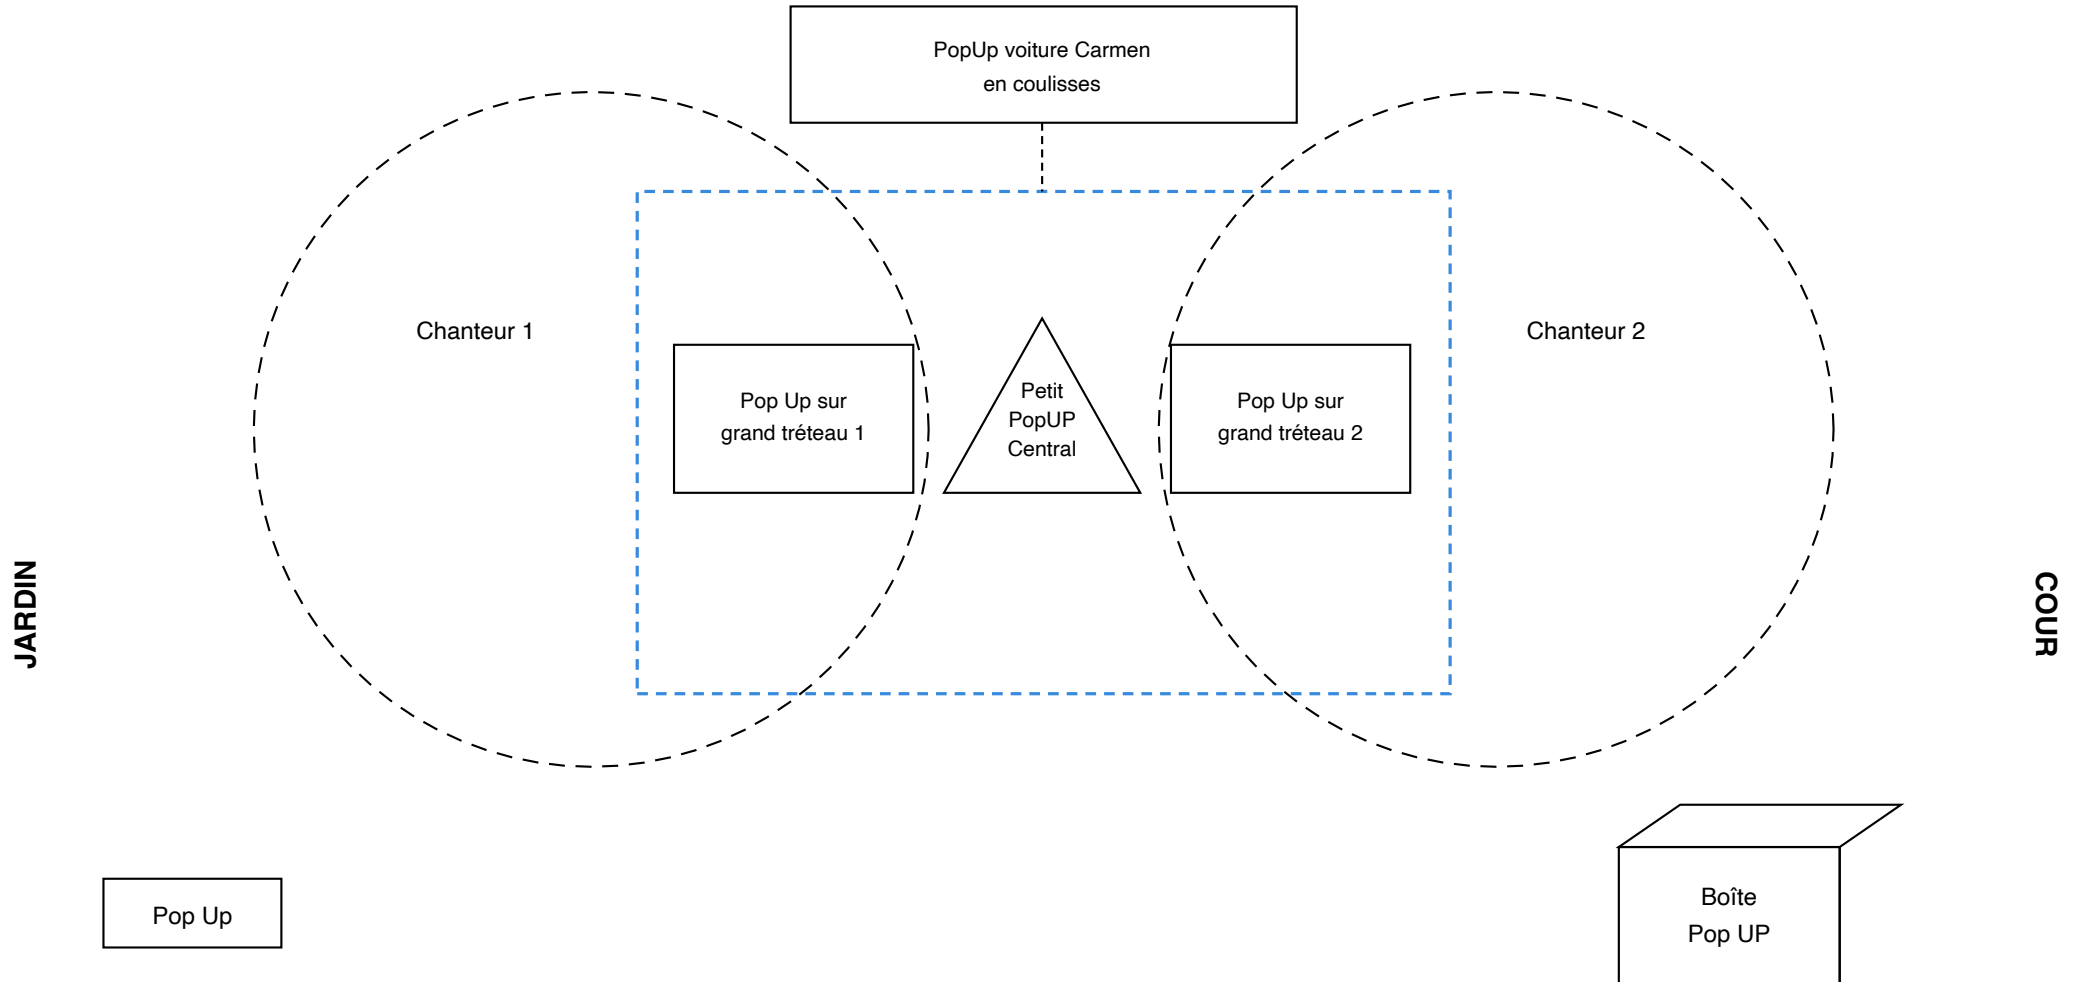 PopUp voiture Carmen
en coulisses
Chanteur 1
Chanteur 2
Pop Up sur
grand tréteau 1
Petit
PopUP
Central
Pop Up sur
grand tréteau 2
JARDIN
COUR
Pop Up
Boîte
Pop UP